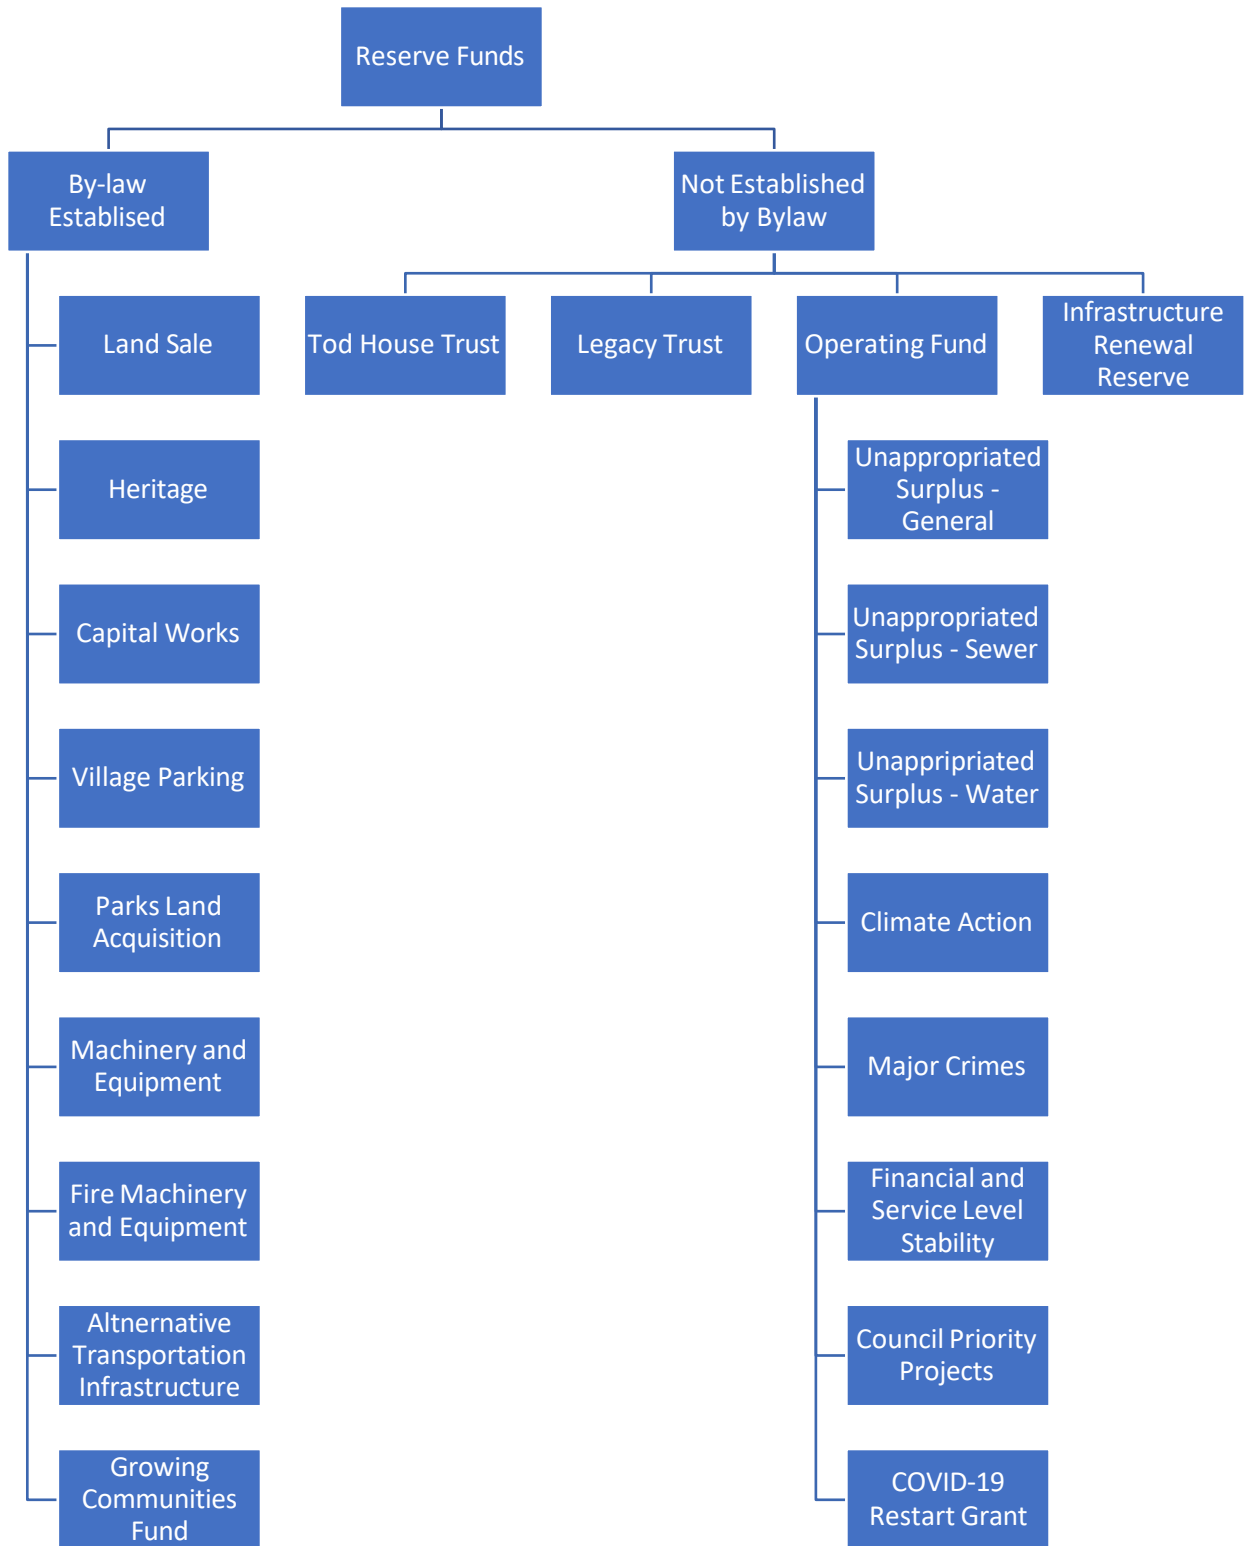 Reserve Funds
By-law
Establised
Not Established
by Bylaw
Land Sale
Heritage
Capital Works
Village Parking
Parks Land
Acquisition
Machinery and
Equipment
Fire Machinery
and Equipment
Altnernative
Transportation
Infrastructure
Growing
Communities
Fund
Tod House Trust
Legacy Trust
Operating Fund
Unappropriated
Surplus -
General
Unappropriated
Surplus - Sewer
Unappripriated
Surplus - Water
Climate Action
Major Crimes
Financial and
Service Level
Stability
Council Priority
Projects
COVID-19
Restart Grant
Infrastructure
Renewal
Reserve